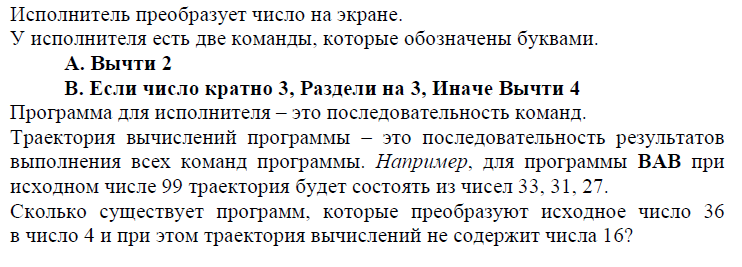 Исполнитель преобразует число на экране.
У исполнителя есть две команды, которые обозначены буквами.
A. Вычти 2
B. Если число кратно 3, Раздели на 3, Иначе Вычти 4
Программа для исполнителя – это последовательность команд.
Траектория вычислений программы – это последовательность результатов
выполнения всех команд программы. Например, для программы BAB при
исходном числе 99 траектория будет состоять из чисел 33, 31, 27.
Сколько существует программ, которые преобразуют исходное число 36
в число 4 и при этом траектория вычислений не содержит числа 16?